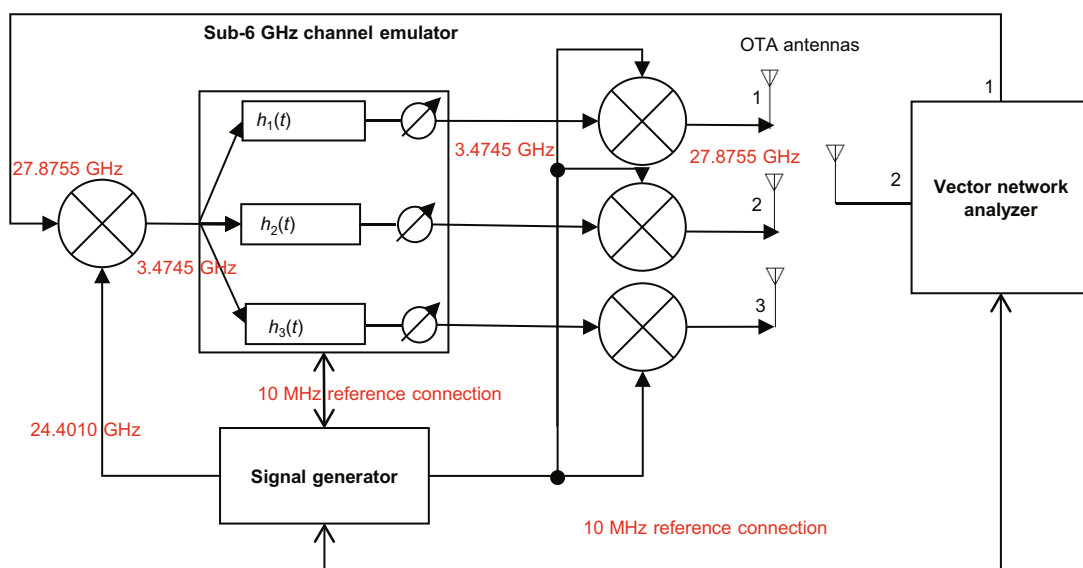 Sub-6 GHz channel emulator
OTA antennas
1
h1(t)
1
3.4745 GHz
27.8755 GHz
27.8755 GHz
2
Vector network
analyzer
h2(t)
2
3.4745 GHz
h3(t)
3
10 MHz reference connection
24.4010 GHz
Signal generator
10 MHz reference connection